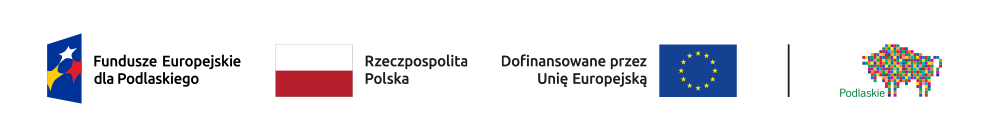 Fundusze Europejskie
dla Podlaskiego
Rzeczpospolita
Polska
Dofinansowane przez
Unię Europejską
Podlaskie